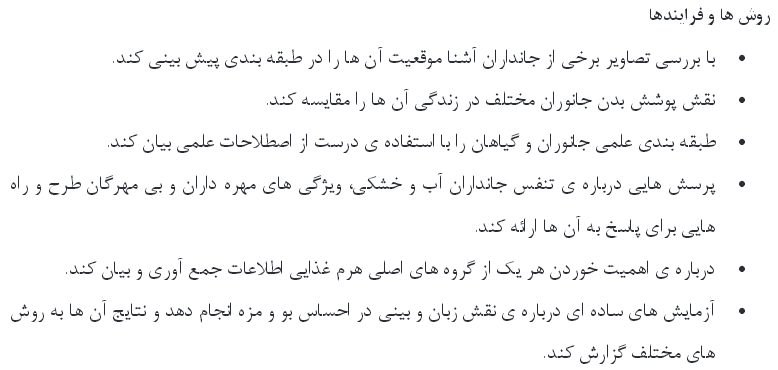 روش ها و فرایندها
• با بررسی تصاویر برخی از جانداران آشنا موقعیت آن ها را در طبقه بندی پیش بینی کند.
• نقش پوشش بدن جانوران مختلف در زندگی آن ها را مقایسه کند.
• طبقه بندی علمی جانوران و گیاهان را با استفاده ی درست از اصطلاحات علمی بیان کند.
• پرسش هایی درباره ی تنفس جانداران آب و خشکی، ویژگی های مهره داران و بی مهرگان طرح و راه
هایی برای پاسخ به آن ها ارائه کند.
• درباره ی اهمیت خوردن هر یک از گروه های اصلی هرم غذایی اطلاعات جمع آوری و بیان کند.
• آزمایش های ساده ای درباره ی نقش زبان و بینی در احساس بو و مزه انجام دهد و نتایج آن ها به روش
های مختلف گزارش کند.